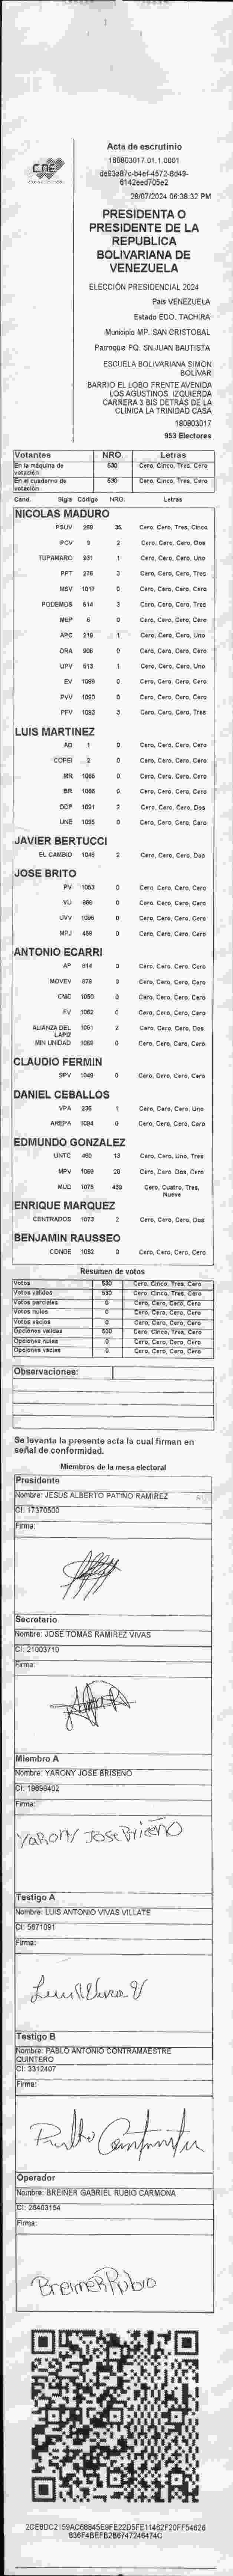 Acta de escrutinio
180803017.01.1.0001
de93a87c-b4ef-4572-8d49-
6142eed705e2
28/07/2024 06:38:32 PM
CNE
PRESIDENTA O
PRESIDENTE DE LA
REPUBLICA
BOLIVARIANA DE
VENEZUELA
ELECCIÓN PRESIDENCIAL 2024
País VENEZUELA
Estado EDO. TACHIRA
Municipio MP. SAN CRISTOBAL
Parroquia PQ. SN JUAN BAUTISTA
ESCUELA BOLIVARIANA SIMON
BOLIVAR
BARRIO EL LOBO FRENTE AVENIDA
LOS AGUSTINOS. IZQUIERDA
CARRERA 3 BIS DETRÁS DE LA
CLINICA LA TRINIDAD CASA
180803017
953 Electores
Votantes NRO. Letras
En la máquina de votación 530 Cero, Cinco, Tres, Cero
En el cuaderno de votación 530 Cero, Cinco, Tres, Cero
Cand. Sigla Código NRO. Letras
NICOLAS MADURO
PSUV 268 35 Cero, Cero, Tres, Cinco
PCV 9 2 Cero, Cero, Cero, Dos
TUPAMARO 931 1 Cero, Cero, Cero, Uno
PPT 276 3 Cero, Cero, Cero, Tres
MSV 1017 0 Cero, Cero, Cero, Cero
PODEMOS 514 3 Cero, Cero, Cero, Tres
MEP 6 0 Cero, Cero, Cero, Cero
APC 219 1 Cero, Cero, Cero, Uno
ORA 906 0 Cero, Cero, Cero, Cero
UPV 613 1 Cero, Cero, Cero, Uno
EV 1089 0 Cero, Cero, Cero, Cero
PVV 1090 0 Cero, Cero, Cero, Cero
PFV 1093 3 Cero, Cero, Cero, Tres
LUIS MARTINEZ
AD 1 0 Cero, Cero, Cero, Cero
COPEI 2 0 Cero, Cero, Cero, Cero
MR 1065 0 Cero, Cero, Cero, Cero
BR 1066 0 Cero, Cero, Cero, Cero
DDP 1091 2 Cero, Cero, Cero, Dos
UNE 1095 0 Cero, Cero, Cero, Cero
JAVIER BERTUCCI
EL CAMBIO 1046 2 Cero, Cero, Cero, Dos
JOSE BRITO
PV 1053 0 Cero, Cero, Cero, Cero
VU 0 Cero, Cero, Cero, Cero
UVV 1096 0 Cero, Cero, Cero, Cero
MPJ 458 0 Cero, Cero, Cero, Cero
ANTONIO ECARRI
AP 814 0 Cero, Cero, Cero, Cero
MOVEV 878 0 Cero, Cero, Cero, Cero
CMC 1050 0 Cero, Cero, Cero, Cero
FV 1062 0 Cero, Cero, Cero, Cero
ALIANZA DEL LAPIZ 1061 2 Cero, Cero, Cero, Dos
MIN UNIDAD 1069 0 Cero, Cero, Cero, Cero
CLAUDIO FERMIN
SPV 1049 0 Cero, Cero, Cero, Cero
DANIEL CEBALLOS
VPA 236 1 Cero, Cero, Cero, Uno
AREPA 1094 0 Cero, Cero, Cero, Cero
EDMUNDO GONZALEZ
UNTC 460 13 Cero, Cero, Uno, Tres
MPV 1060 20 Cero, Cero, Dos, Cero
MUD 1075 439 Cero, Cuatro, Tres, Nueve
ENRIQUE MARQUEZ
CENTRADOS 1073 2 Cero, Cero, Cero, Dos
BENJAMIN RAUSSEO
CONDE 1092 0 Cero, Cero, Cero, Cero
Resumen de votos
Votos 530 Cero, Cinco, Tres, Cero
Votos validos 530 Cero, Cinco, Tres, Cero
Votos parciales 0 Cero, Cero, Cero, Cero
Votos nulos 0 Cero, Cero, Cero, Cero
Votos vacios 0 Cero, Cero, Cero, Cero
Opciones validas 530 Cero, Cinco, Tres, Cero
Opciones nulas 0 Cero, Cero, Cero, Cero
Opciones vacias 0 Cero, Cero, Cero, Cero
Observaciones:
Se levanta la presente acta la cual firman en
señal de conformidad.
Miembros de la mesa electoral
Presidente
Nombre: JESUS ALBERTO PATIÑO RAMIREZ
CI: 17370500
Firma:
Secretario
Nombre: JOSE TOMAS RAMIREZ VIVAS
CI: 21003710
Firma:
Miembro A
Nombre: YARONY JOSE BRISEÑO
CI: 19899402
Firma:
Yarony Jose Briceño
Testigo A
Nombre: LUIS ANTONIO VIVAS VILLATE
CI: 5671091
Firma:
Testigo B
Nombre: PABLO ANTONIO CONTRAMAESTRE
QUINTERO
CI: 3312407
Firma:
Operador
Nombre: BREINER GABRIEL RUBIO CARMONA
CI: 26403154
Firma:
Breiner Rubio
2CEBDC2159AC66845E9FE22D5FE11462F20FF54626
836F4BEFB2B6747246474C